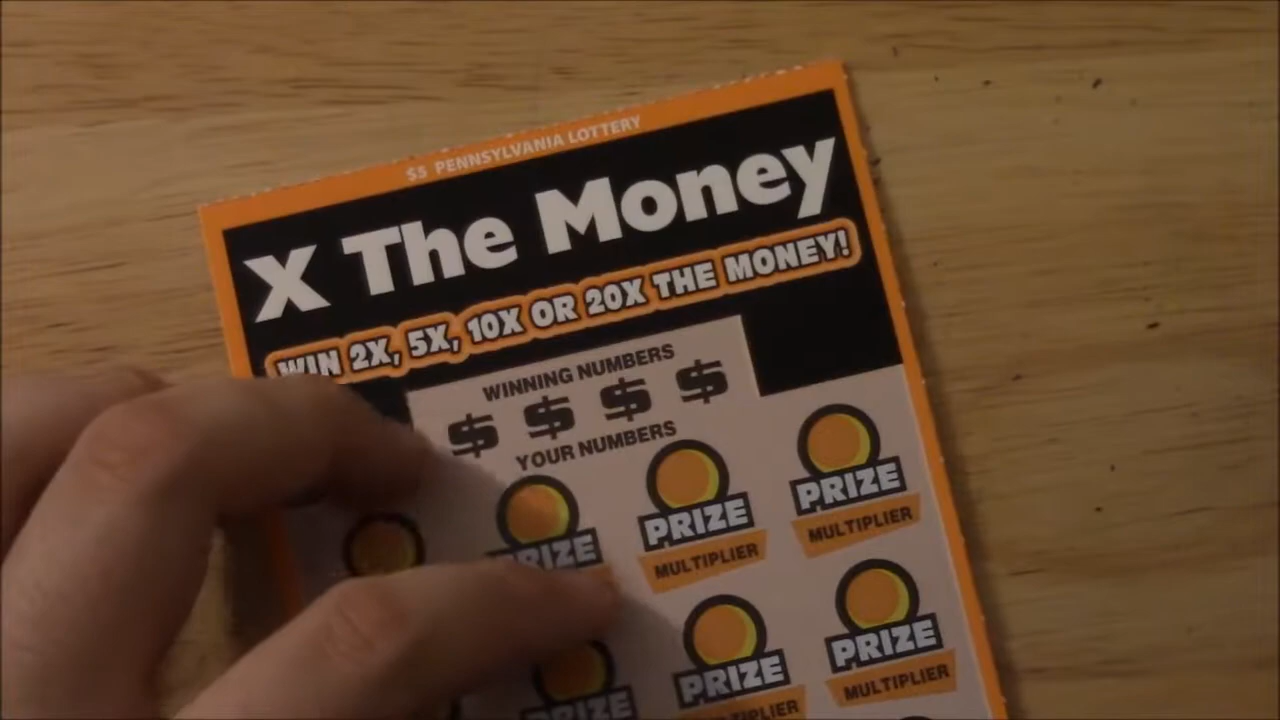 $5 PENNSYLVANIA LOTTERY
X The Money
WIN 2X, 5X, 10X OR 20X THE MONEY!
WINNING NUMBERS
$ $ $ $
YOUR NUMBERS
PRIZE PRIZE PRIZE
MULTIPLIER MULTIPLIER
PRIZE PRIZE PRIZE
MULTIPLIER MULTIPLIER